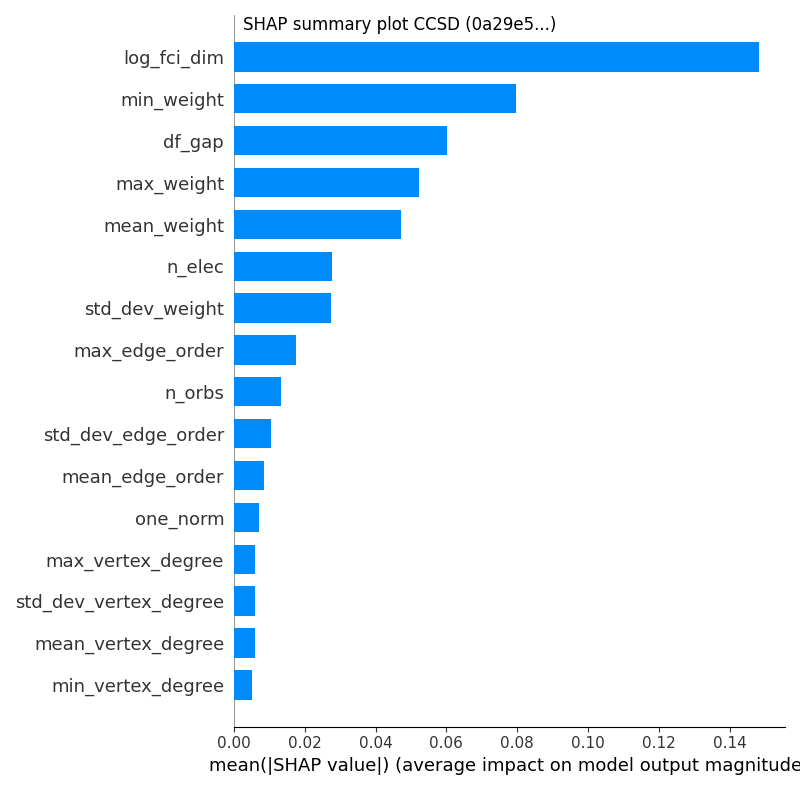 SHAP summary plot CCSD (0a29e5...)
log_fci_dim
min_weight
df_gap
max_weight
mean_weight
n_elec
std_dev_weight
max_edge_order
n_orbs
std_dev_edge_order
mean_edge_order
one_norm
max_vertex_degree
std_dev_vertex_degree
mean_vertex_degree
min_vertex_degree
0.00 0.02 0.04 0.06 0.08 0.10 0.12 0.14
mean(|SHAP value|) (average impact on model output magnitude